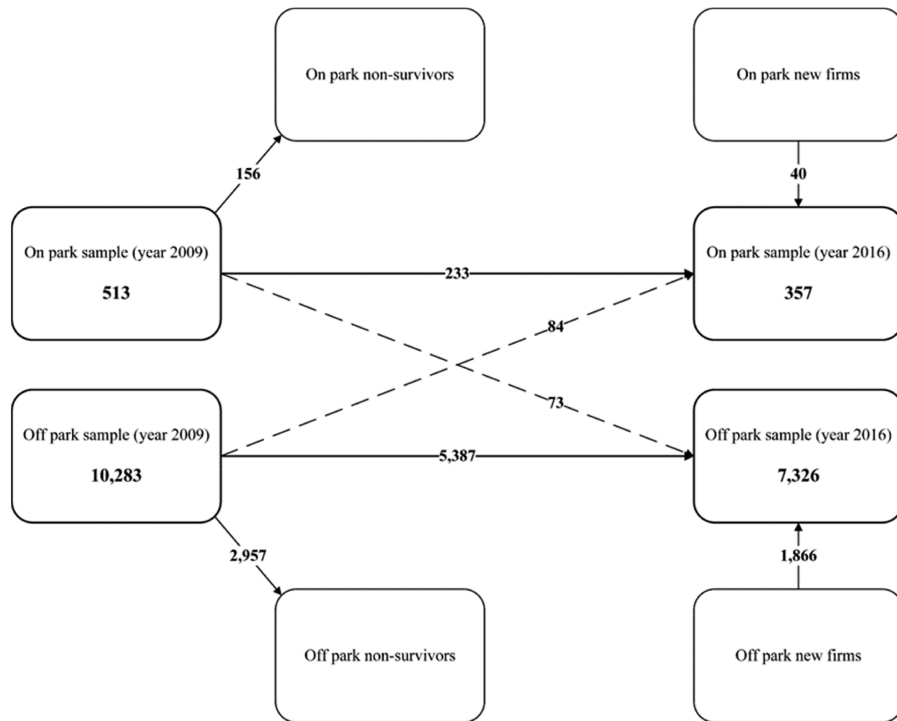 On park non-survivors
On park new firms
156
40
On park sample (year 2009)
513
233
On park sample (year 2016)
357
84
73
Off park sample (year 2009)
10,283
5,387
Off park sample (year 2016)
7,326
2,957
1,866
Off park non-survivors
Off park new firms